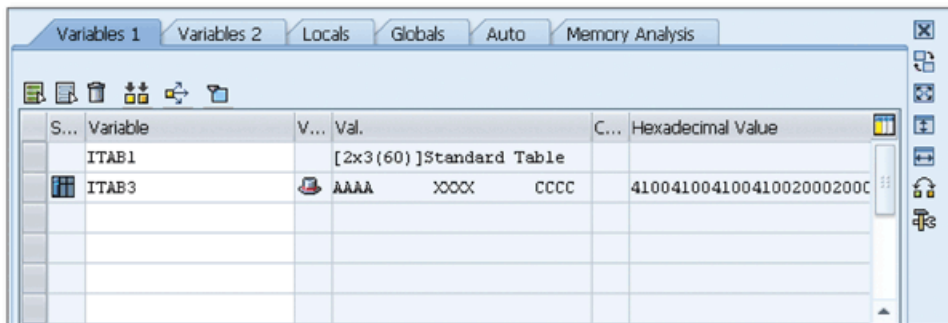 Variables 1 Variables 2 Locals Globals Auto Memory Analysis
S... Variable V... Val. C... Hexadecimal Value
ITAB1 [2x3(60)]Standard Table
ITAB3 AAAA XXXX CCCC 410041004100410020002000